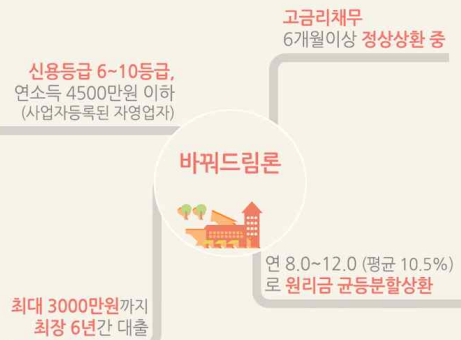 고금리채무
6개월이상 정상상환 중
신용등급 6~10등급,
연소득 4500만원 이하
(사업자등록된 자영업자)
바꿔드림론
연 8.0~12.0 (평균 10.5%)
로 원리금 균등분할상환
최대 3000만원까지
최장 6년간 대출